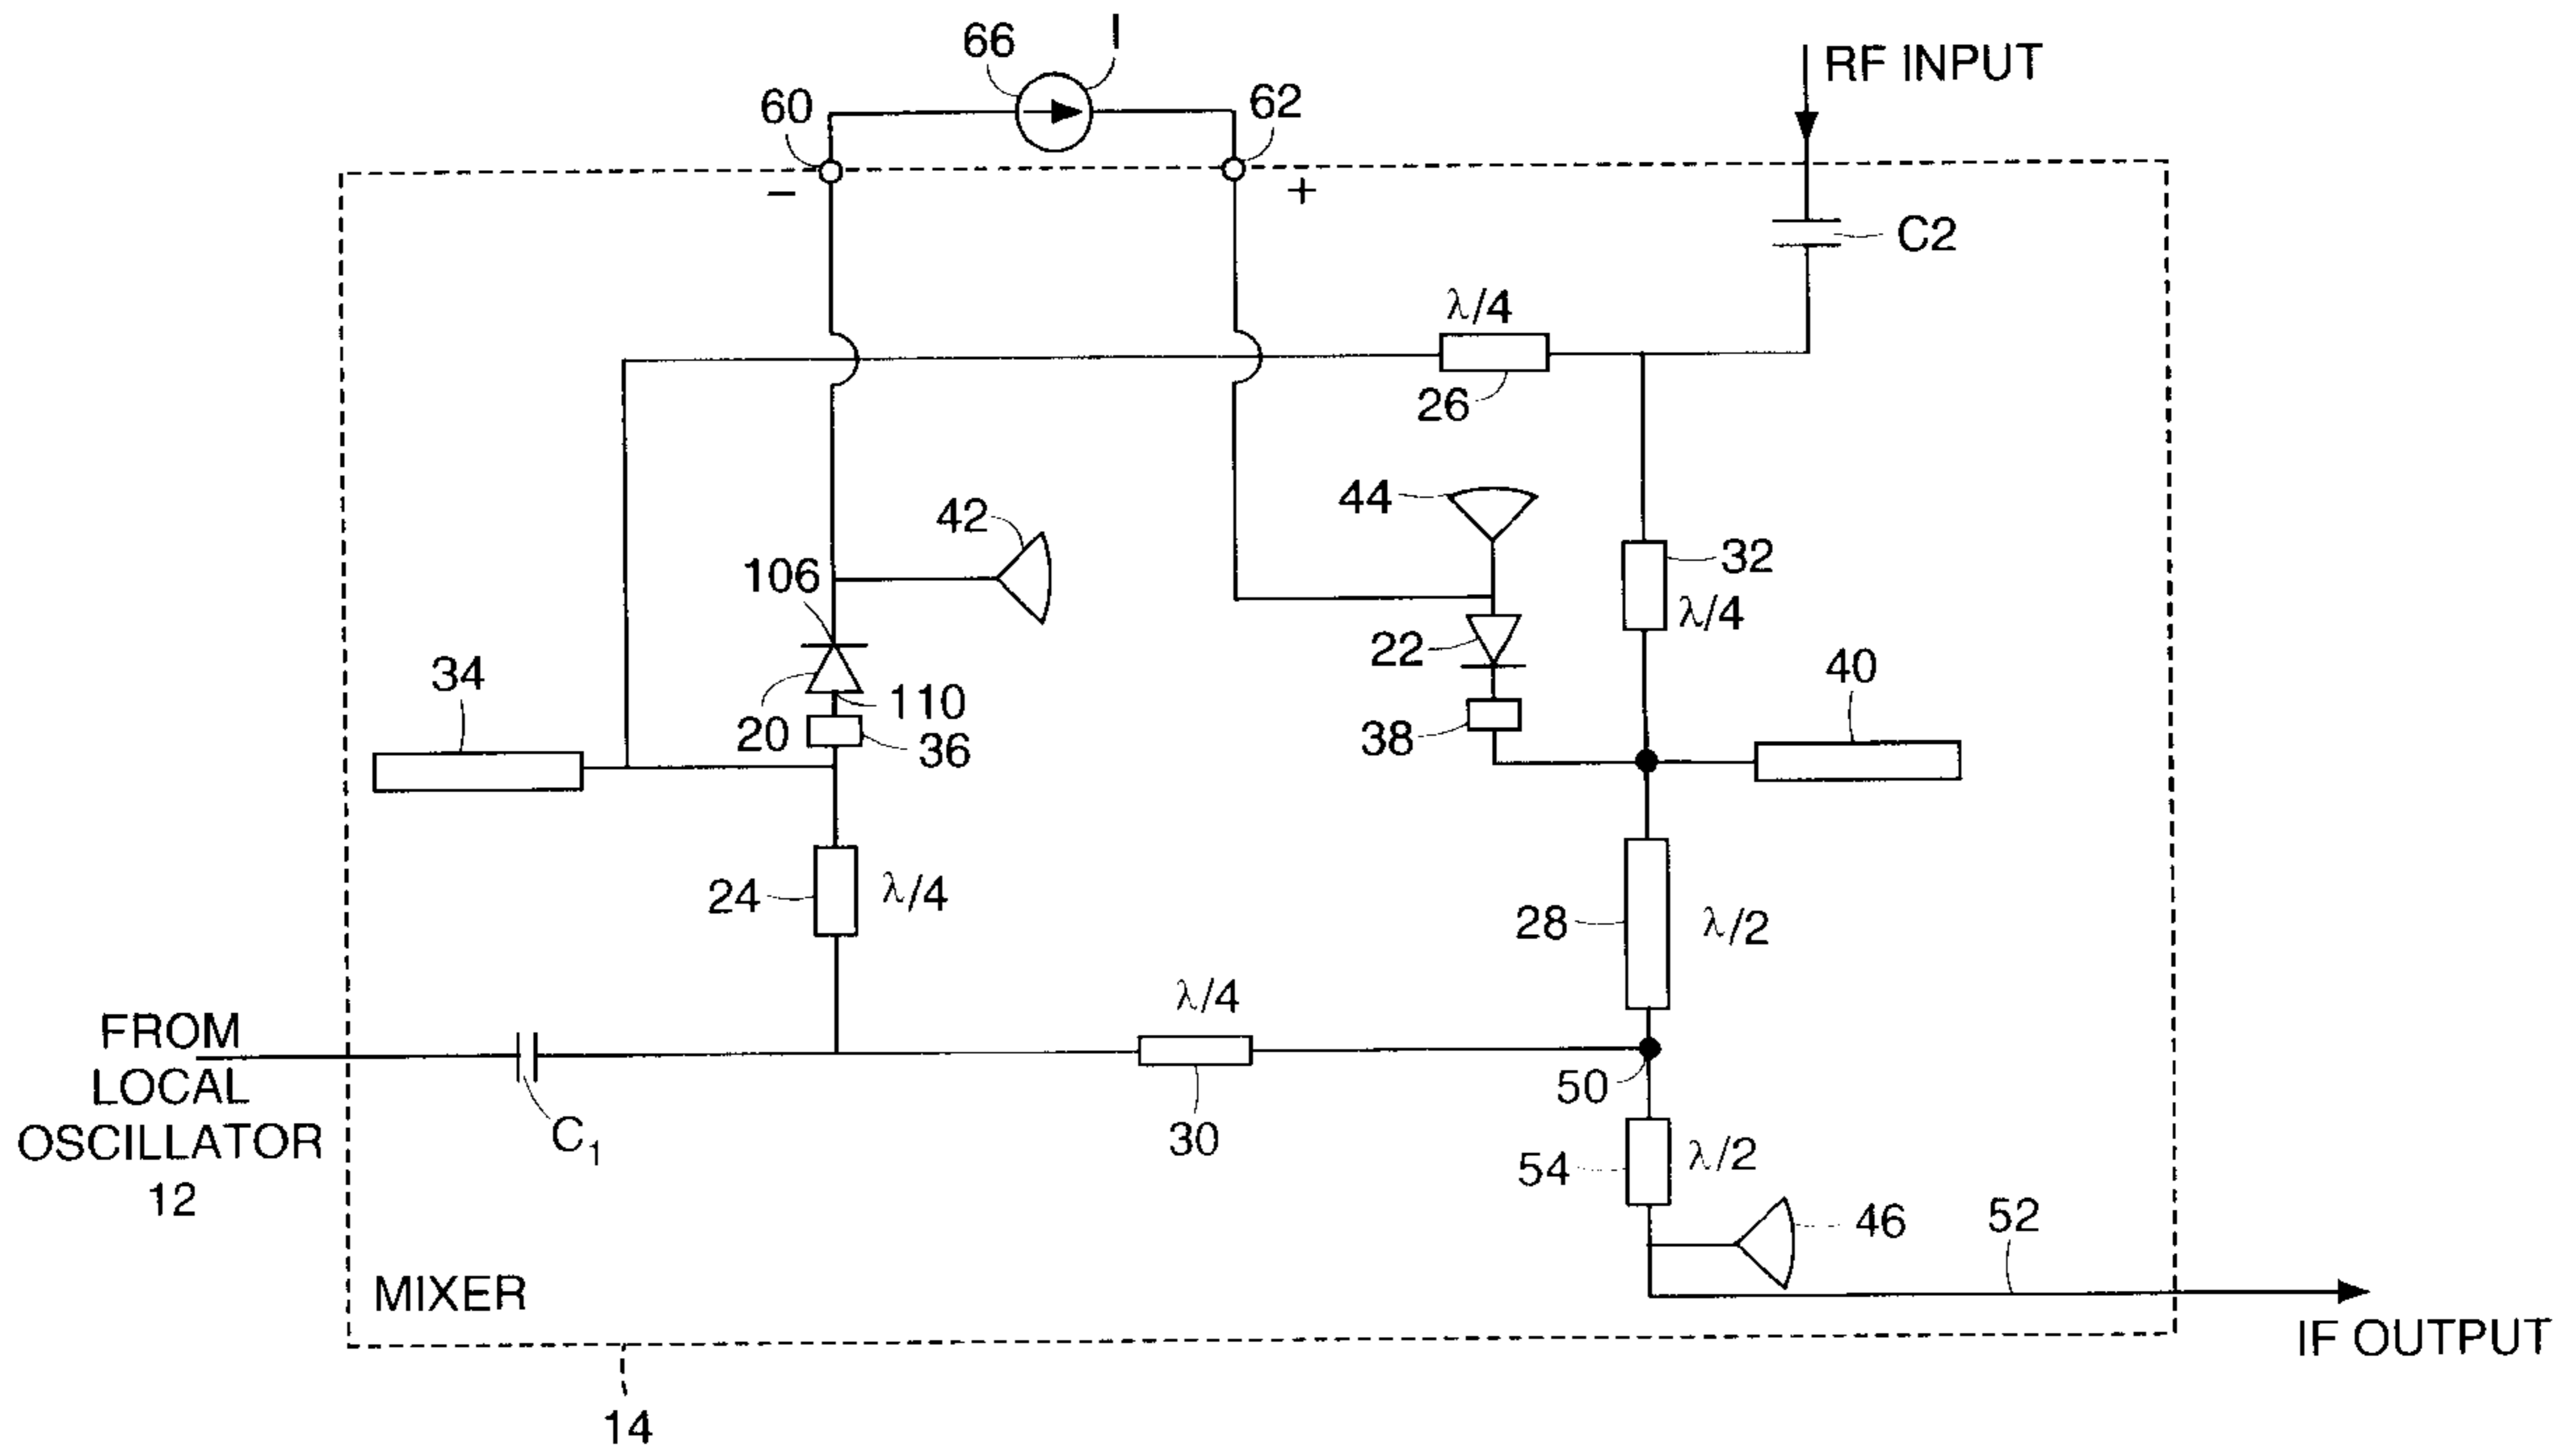 66
I
60
62
RF INPUT
−
+
C2
λ/4
26
44
42
106
32
λ/4
22
40
34
110
20
36
38
24
λ/4
28
λ/2
λ/4
FROM
LOCAL
OSCILLATOR
12
C1
30
50
54
λ/2
46
52
MIXER
IF OUTPUT
14